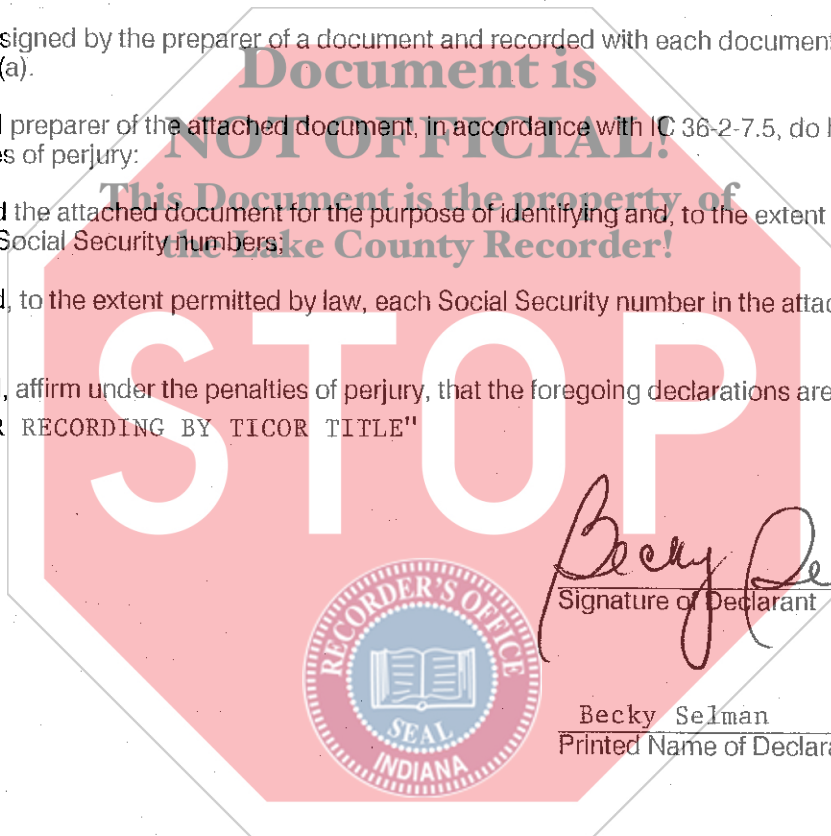 signed by the preparer of a document and recorded with each document
(a).
Document is
preparer of the attached document, in accordance with IC 36-2-7.5, do
NOT OFFICIAL!
s of perjury:
This Document is the property of
d the attached document for the purpose of identifying and, to the extent
Social Security numbers;
the Lake County Recorder!
d, to the extent permitted by law, each Social Security number in the attac
STOP
, affirm under the penalties of perjury, that the foregoing declarations are
R RECORDING BY TICOR TITLE"
Becky Se
Signature of Declarant
RECORDER'S OFFICE
SEAL
INDIANA
Becky Selman
Printed Name of Declara